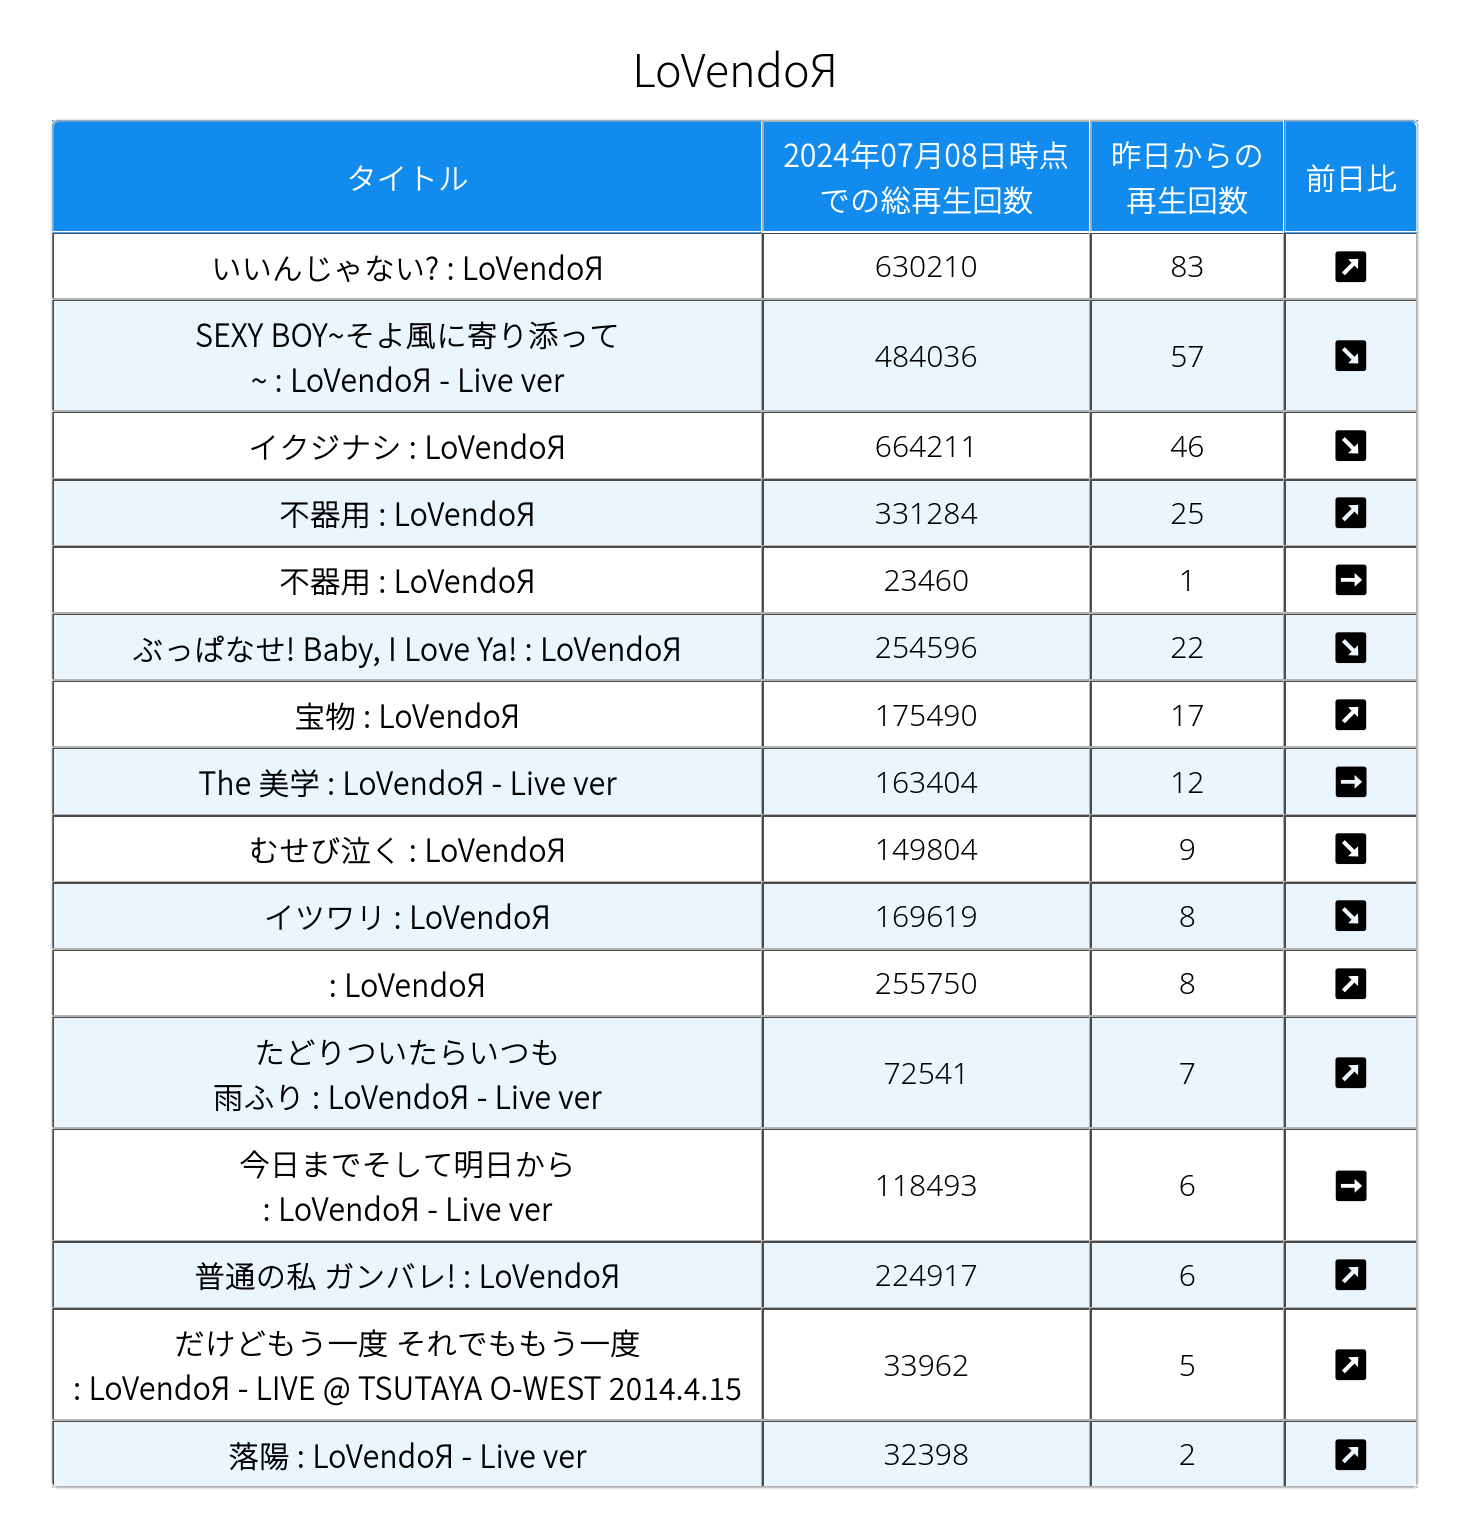 LoVendoЯ
タイトル
2024年07月08日時点
での総再生回数
昨日からの
再生回数
前日比
いいんじゃない? : LoVendoЯ
630210
83
SEXY BOY~そよ風に寄り添って
~ : LoVendoЯ - Live ver
484036
57
イクジナシ : LoVendoЯ
664211
46
不器用 : LoVendoЯ
331284
25
不器用 : LoVendoЯ
23460
1
ぶっぱなせ! Baby, I Love Ya! : LoVendoЯ
254596
22
宝物 : LoVendoЯ
175490
17
The 美学 : LoVendoЯ - Live ver
163404
12
むせび泣く : LoVendoЯ
149804
9
イツワリ : LoVendoЯ
169619
8
: LoVendoЯ
255750
8
たどりついたらいつも
雨ふり : LoVendoЯ - Live ver
72541
7
今日までそして明日から
: LoVendoЯ - Live ver
118493
6
普通の私 ガンバレ! : LoVendoЯ
224917
6
だけどもう一度 それでももう一度
: LoVendoЯ - LIVE @ TSUTAYA O-WEST 2014.4.15
33962
5
落陽 : LoVendoЯ - Live ver
32398
2